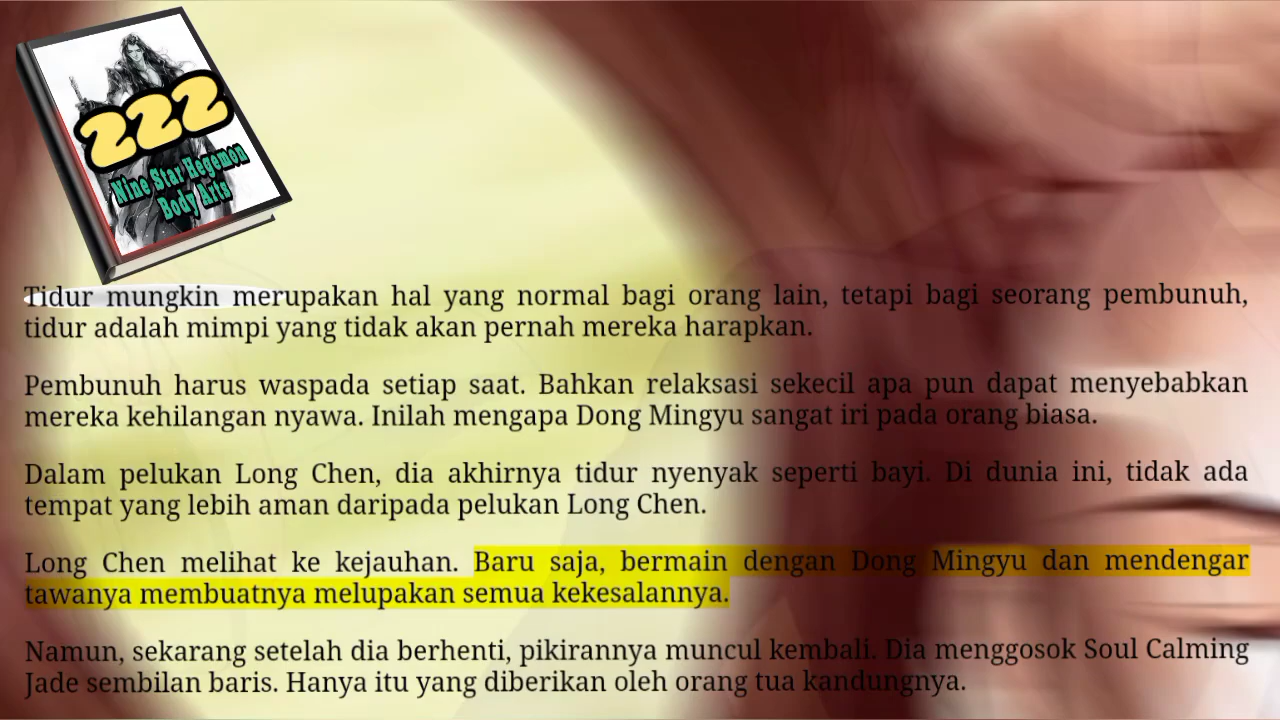 222
Nine Star Hegemon
Body Arts
Tidur mungkin merupakan hal yang normal bagi orang lain, tetapi bagi seorang pembunuh,
tidur adalah mimpi yang tidak akan pernah mereka harapkan.
Pembunuh harus waspada setiap saat. Bahkan relaksasi sekecil apa pun dapat menyebabkan
mereka kehilangan nyawa. Inilah mengapa Dong Mingyu sangat iri pada orang biasa.
Dalam pelukan Long Chen, dia akhirnya tidur nyenyak seperti bayi. Di dunia ini, tidak ada
tempat yang lebih aman daripada pelukan Long Chen.
Long Chen melihat ke kejauhan. Baru saja, bermain dengan Dong Mingyu dan mendengar
tawanya membuatnya melupakan semua kekesalannya.
Namun, sekarang setelah dia berhenti, pikirannya muncul kembali. Dia menggosok Soul Calming
Jade sembilan baris. Hanya itu yang diberikan oleh orang tua kandungnya.